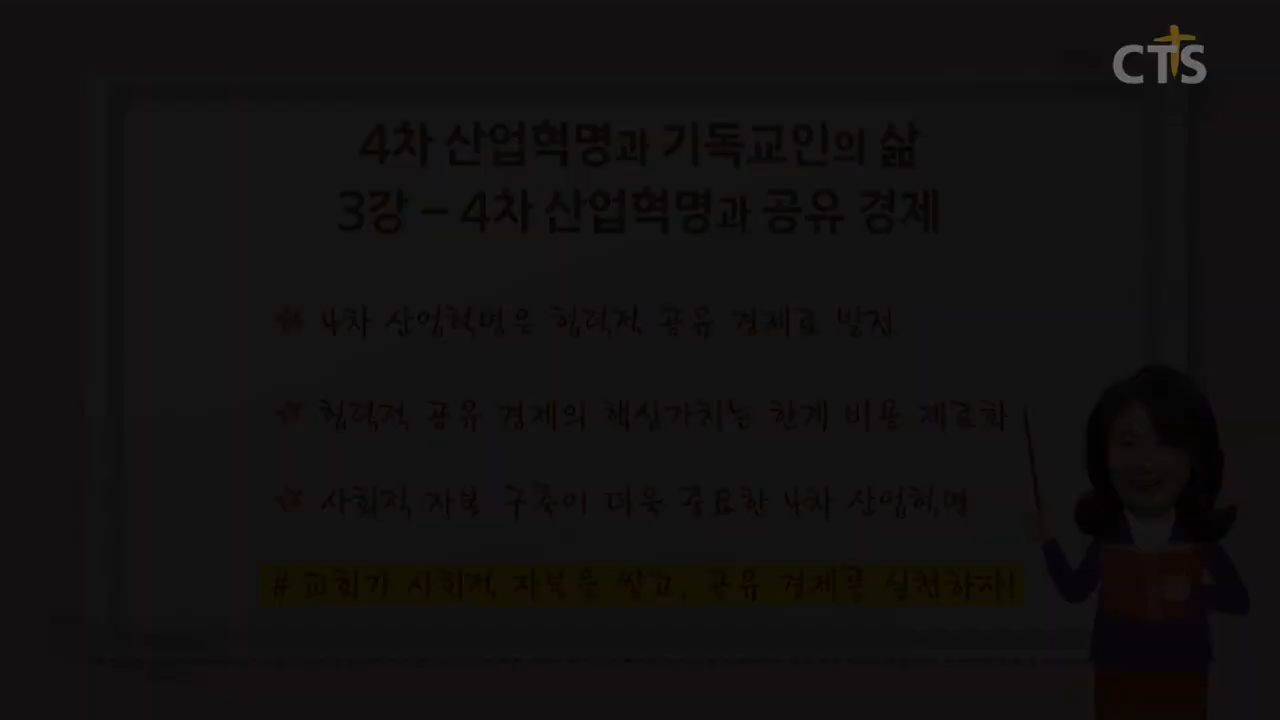 CTS
4차 산업혁명과 기독교인의 삶
3강 - 4차 산업혁명과 공유 경제
4차 산업혁명은 협력적 공유 경제로 발전
협력적 공유 경제의 핵심가치는 한계 비용 제로화
사회적 자본 구축이 더욱 중요한 4차 산업혁명
# 교회가 사회적 자본을 쌓고, 공유 경제를 실천하자!